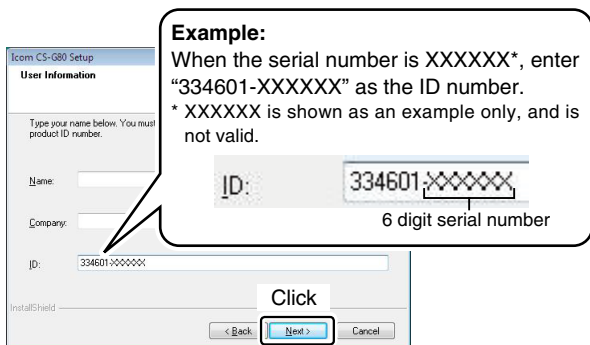 Example:
When the serial number is XXXXXX*, enter
“334601-XXXXXX” as the ID number.
* XXXXXX is shown as an example only, and is
not valid.
ID: 334601-XXXXXX
6 digit serial number
Icom CS-G80 Setup
User Information
Type your name below. You must
product ID number.
Name:
Company:
ID: 334601-XXXXXX
InstallShield
Click
< Back Next > Cancel